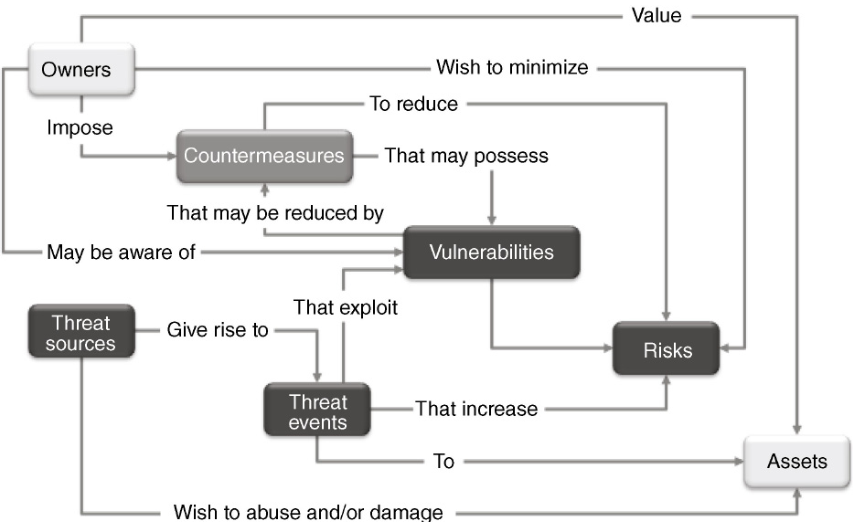 Value
Owners
Wish to minimize
To reduce
Impose
Countermeasures
That may possess
That may be reduced by
May be aware of
Vulnerabilities
That exploit
Threat
sources
Give rise to
Risks
Threat
events
That increase
To
Assets
Wish to abuse and/or damage